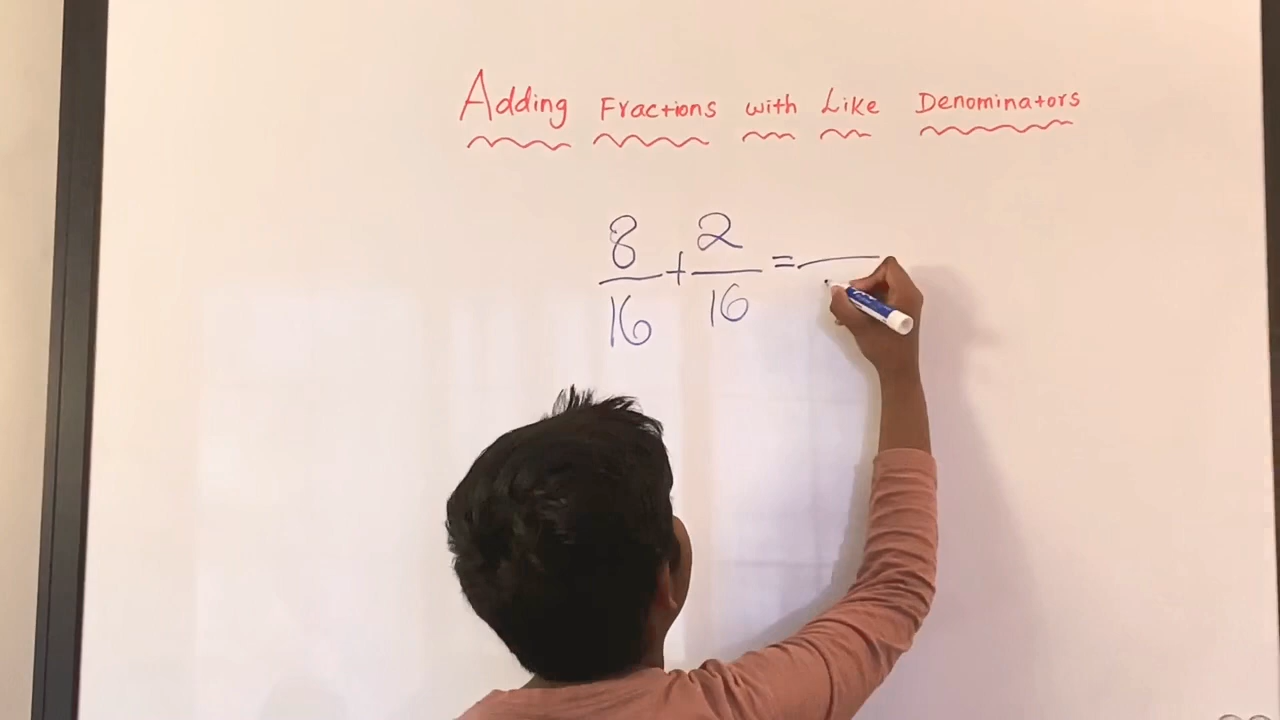 Adding Fractions with Like Denominators
8/16 + 2/16 =